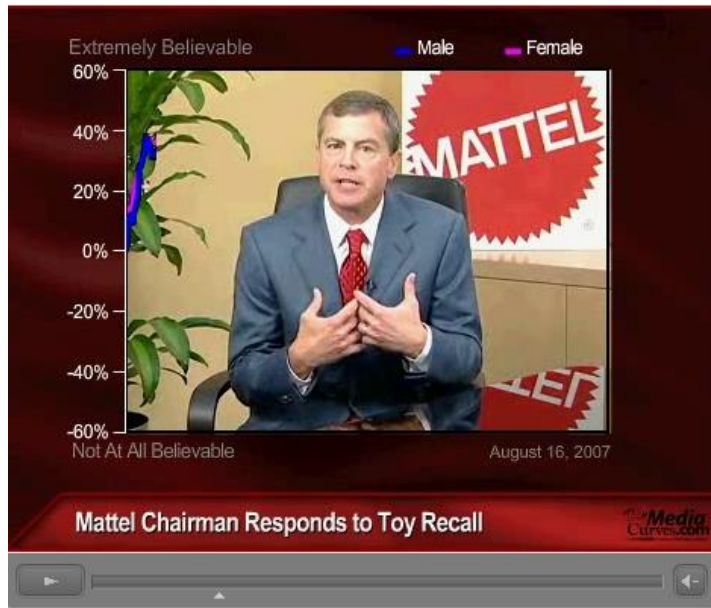 Extremely Believable
Male
Female
60%
40%
20%
0%
-20%
-40%
-60%
MATTEL
Not At All Believable
August 16, 2007
Mattel Chairman Responds to Toy Recall
Media
Curves.com